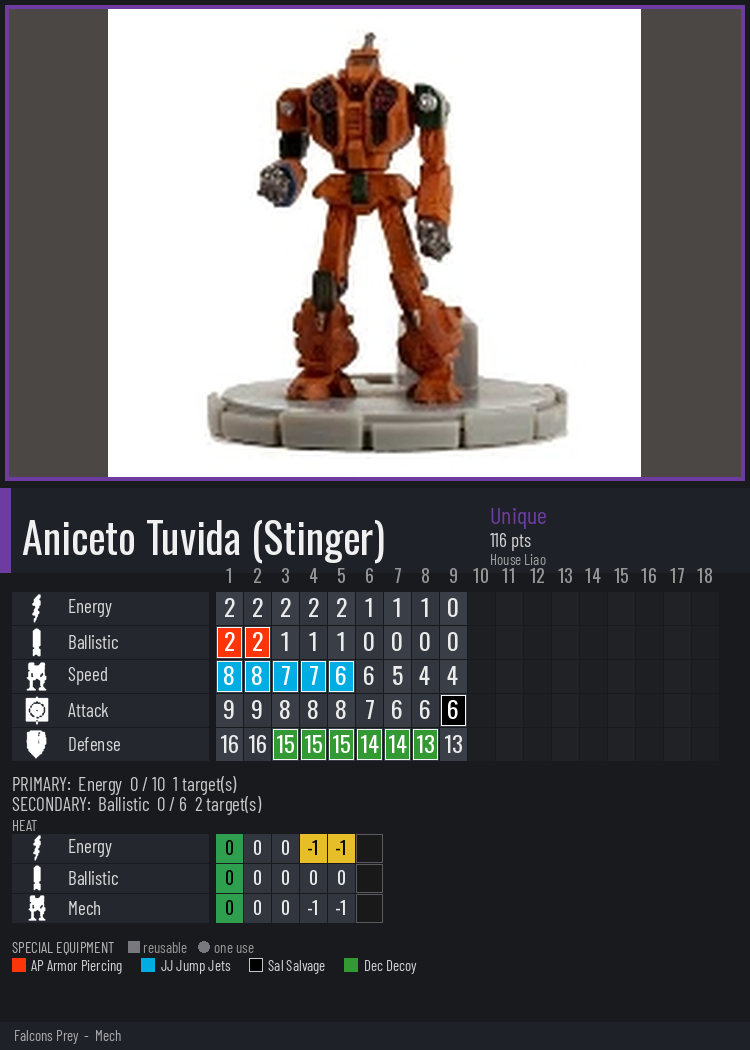 Aniceto Tuvida (Stinger)
Unique
116 pts
House Liao
1 2 3 4 5 6 7 8 9 10 11 12 13 14 15 16 17 18
Energy 2 2 2 2 2 1 1 1 0
Ballistic 2 2 1 1 1 0 0 0 0
Speed 8 8 7 7 6 6 5 4 4
Attack 9 9 8 8 8 7 6 6 6
Defense 16 16 15 15 15 14 14 13 13
PRIMARY: Energy 0 / 10 1 target(s)
SECONDARY: Ballistic 0 / 6 2 target(s)
HEAT
Energy 0 0 0 -1 -1
Ballistic 0 0 0 0 0
Mech 0 0 0 -1 -1
SPECIAL EQUIPMENT reusable one use
AP Armor Piercing JJ Jump Jets Sal Salvage Dec Decoy
Falcons Prey - Mech